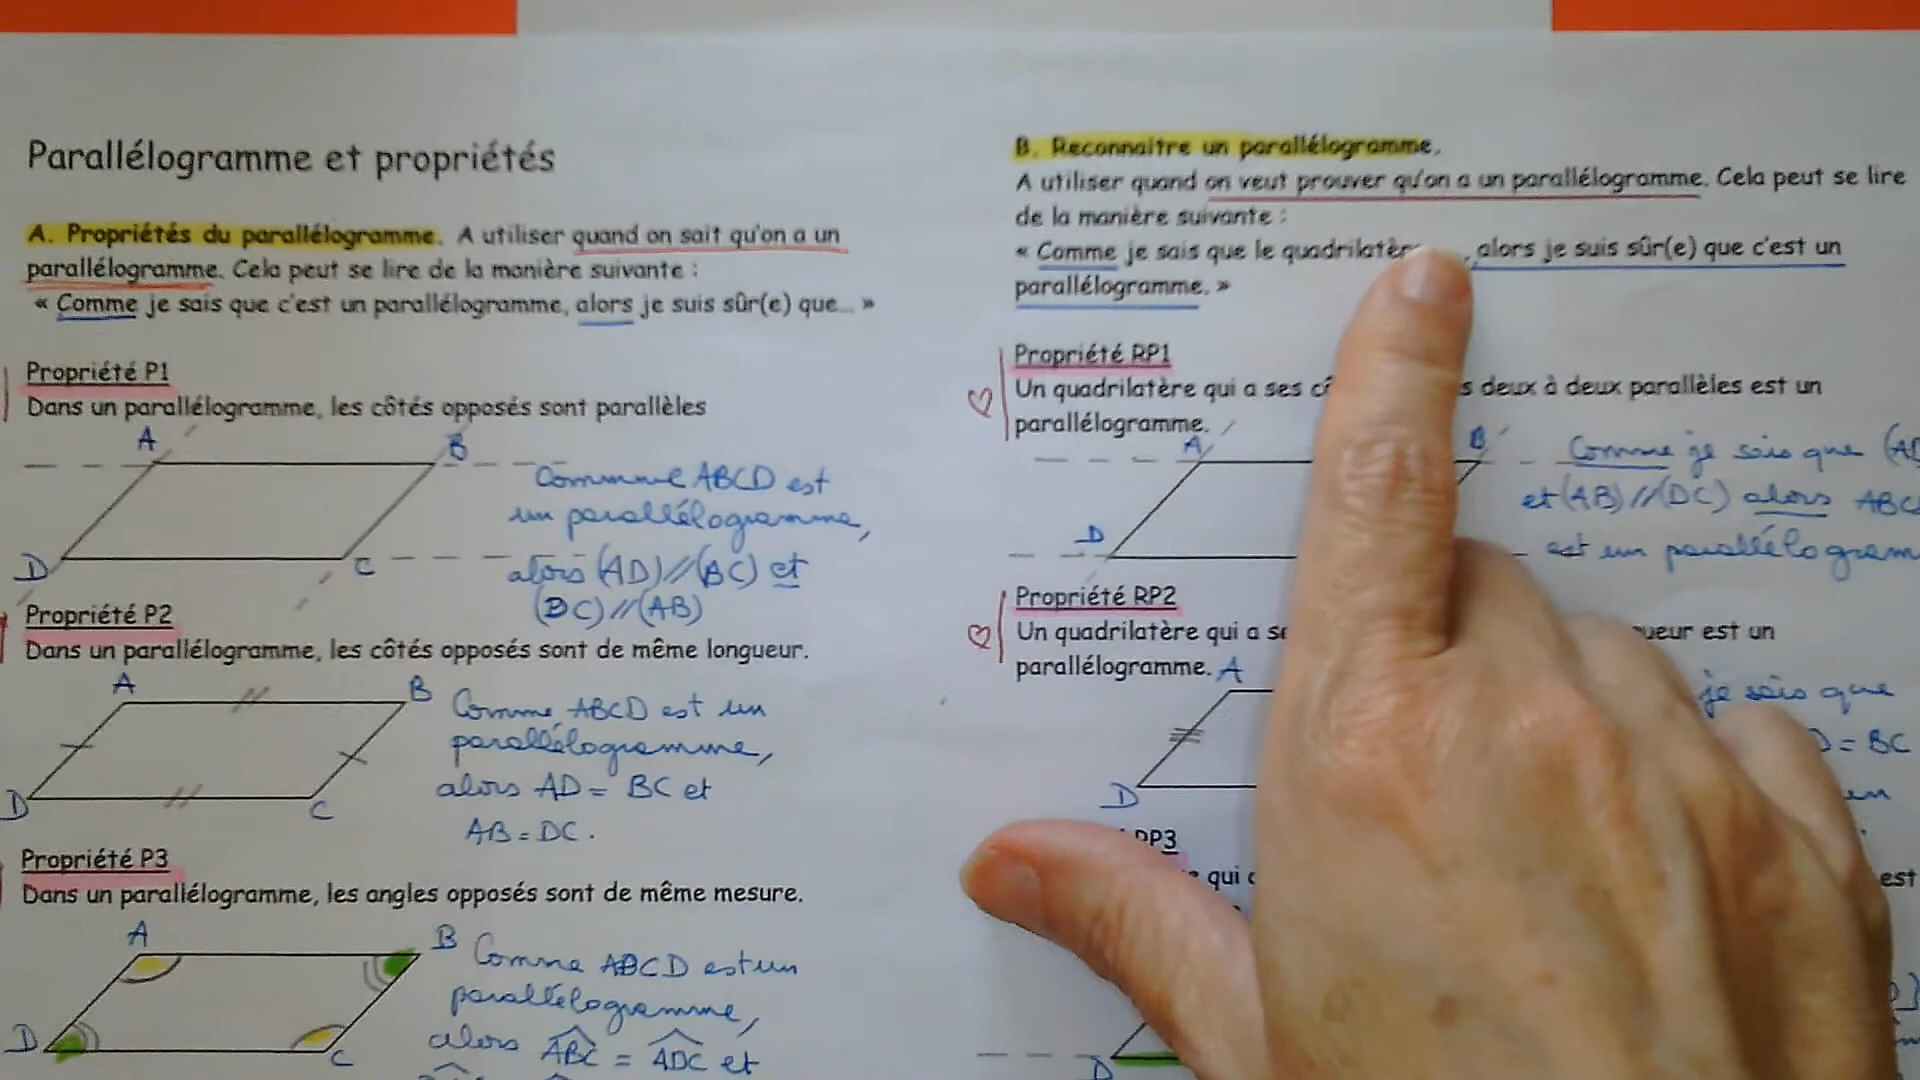 Parallélogramme et propriétés
A. Propriétés du parallélogramme. A utiliser quand on sait qu'on a un
parallélogramme. Cela peut se lire de la manière suivante :
« Comme je sais que c'est un parallélogramme, alors je suis sûr(e) que... »
Propriété P1
Dans un parallélogramme, les côtés opposés sont parallèles
A
B
D
C
Comme ABCD est
un parallélogramme,
alors (AD)//(BC) et
(DC)//(AB)
Propriété P2
Dans un parallélogramme, les côtés opposés sont de même longueur.
A
B
D
C
Comme ABCD est un
parallélogramme,
alors AD = BC et
AB = DC.
Propriété P3
Dans un parallélogramme, les angles opposés sont de même mesure.
A
B
D
C
Comme ABCD est un
parallélogramme,
alors ABC = ADC et
B. Reconnaitre un parallélogramme.
A utiliser quand on veut prouver qu'on a un parallélogramme. Cela peut se lire
de la manière suivante :
« Comme je sais que le quadrilatèr , alors je suis sûr(e) que c'est un
parallélogramme. »
Propriété RP1
Un quadrilatère qui a ses deux à deux parallèles est un
parallélogramme.
A
B
D
Comme je sais que
et (AB)//(DC) alors ABC
est un parallélogram
Propriété RP2
Un quadrilatère qui a est un
parallélogramme.
A
D
je sais que
= BC
en
qui
est
D